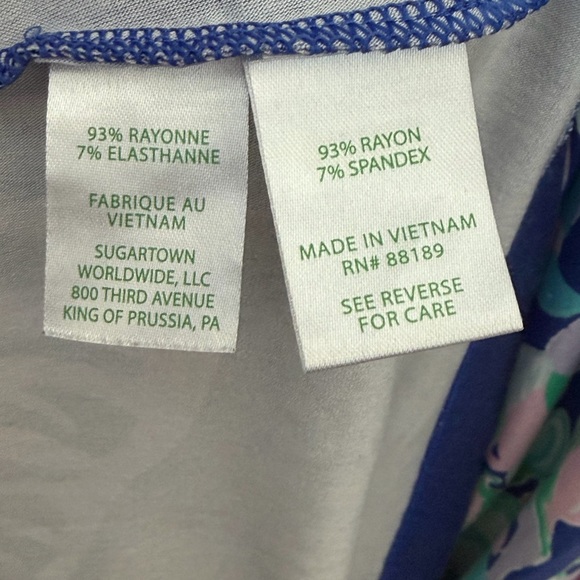 93% RAYONNE
7% ELASTHANNE
FABRIQUE AU
VIETNAM
SUGARTOWN
WORLDWIDE, LLC
800 THIRD AVENUE
KING OF PRUSSIA, PA
93% RAYON
7% SPANDEX
MADE IN VIETNAM
RN# 88189
SEE REVERSE
FOR CARE